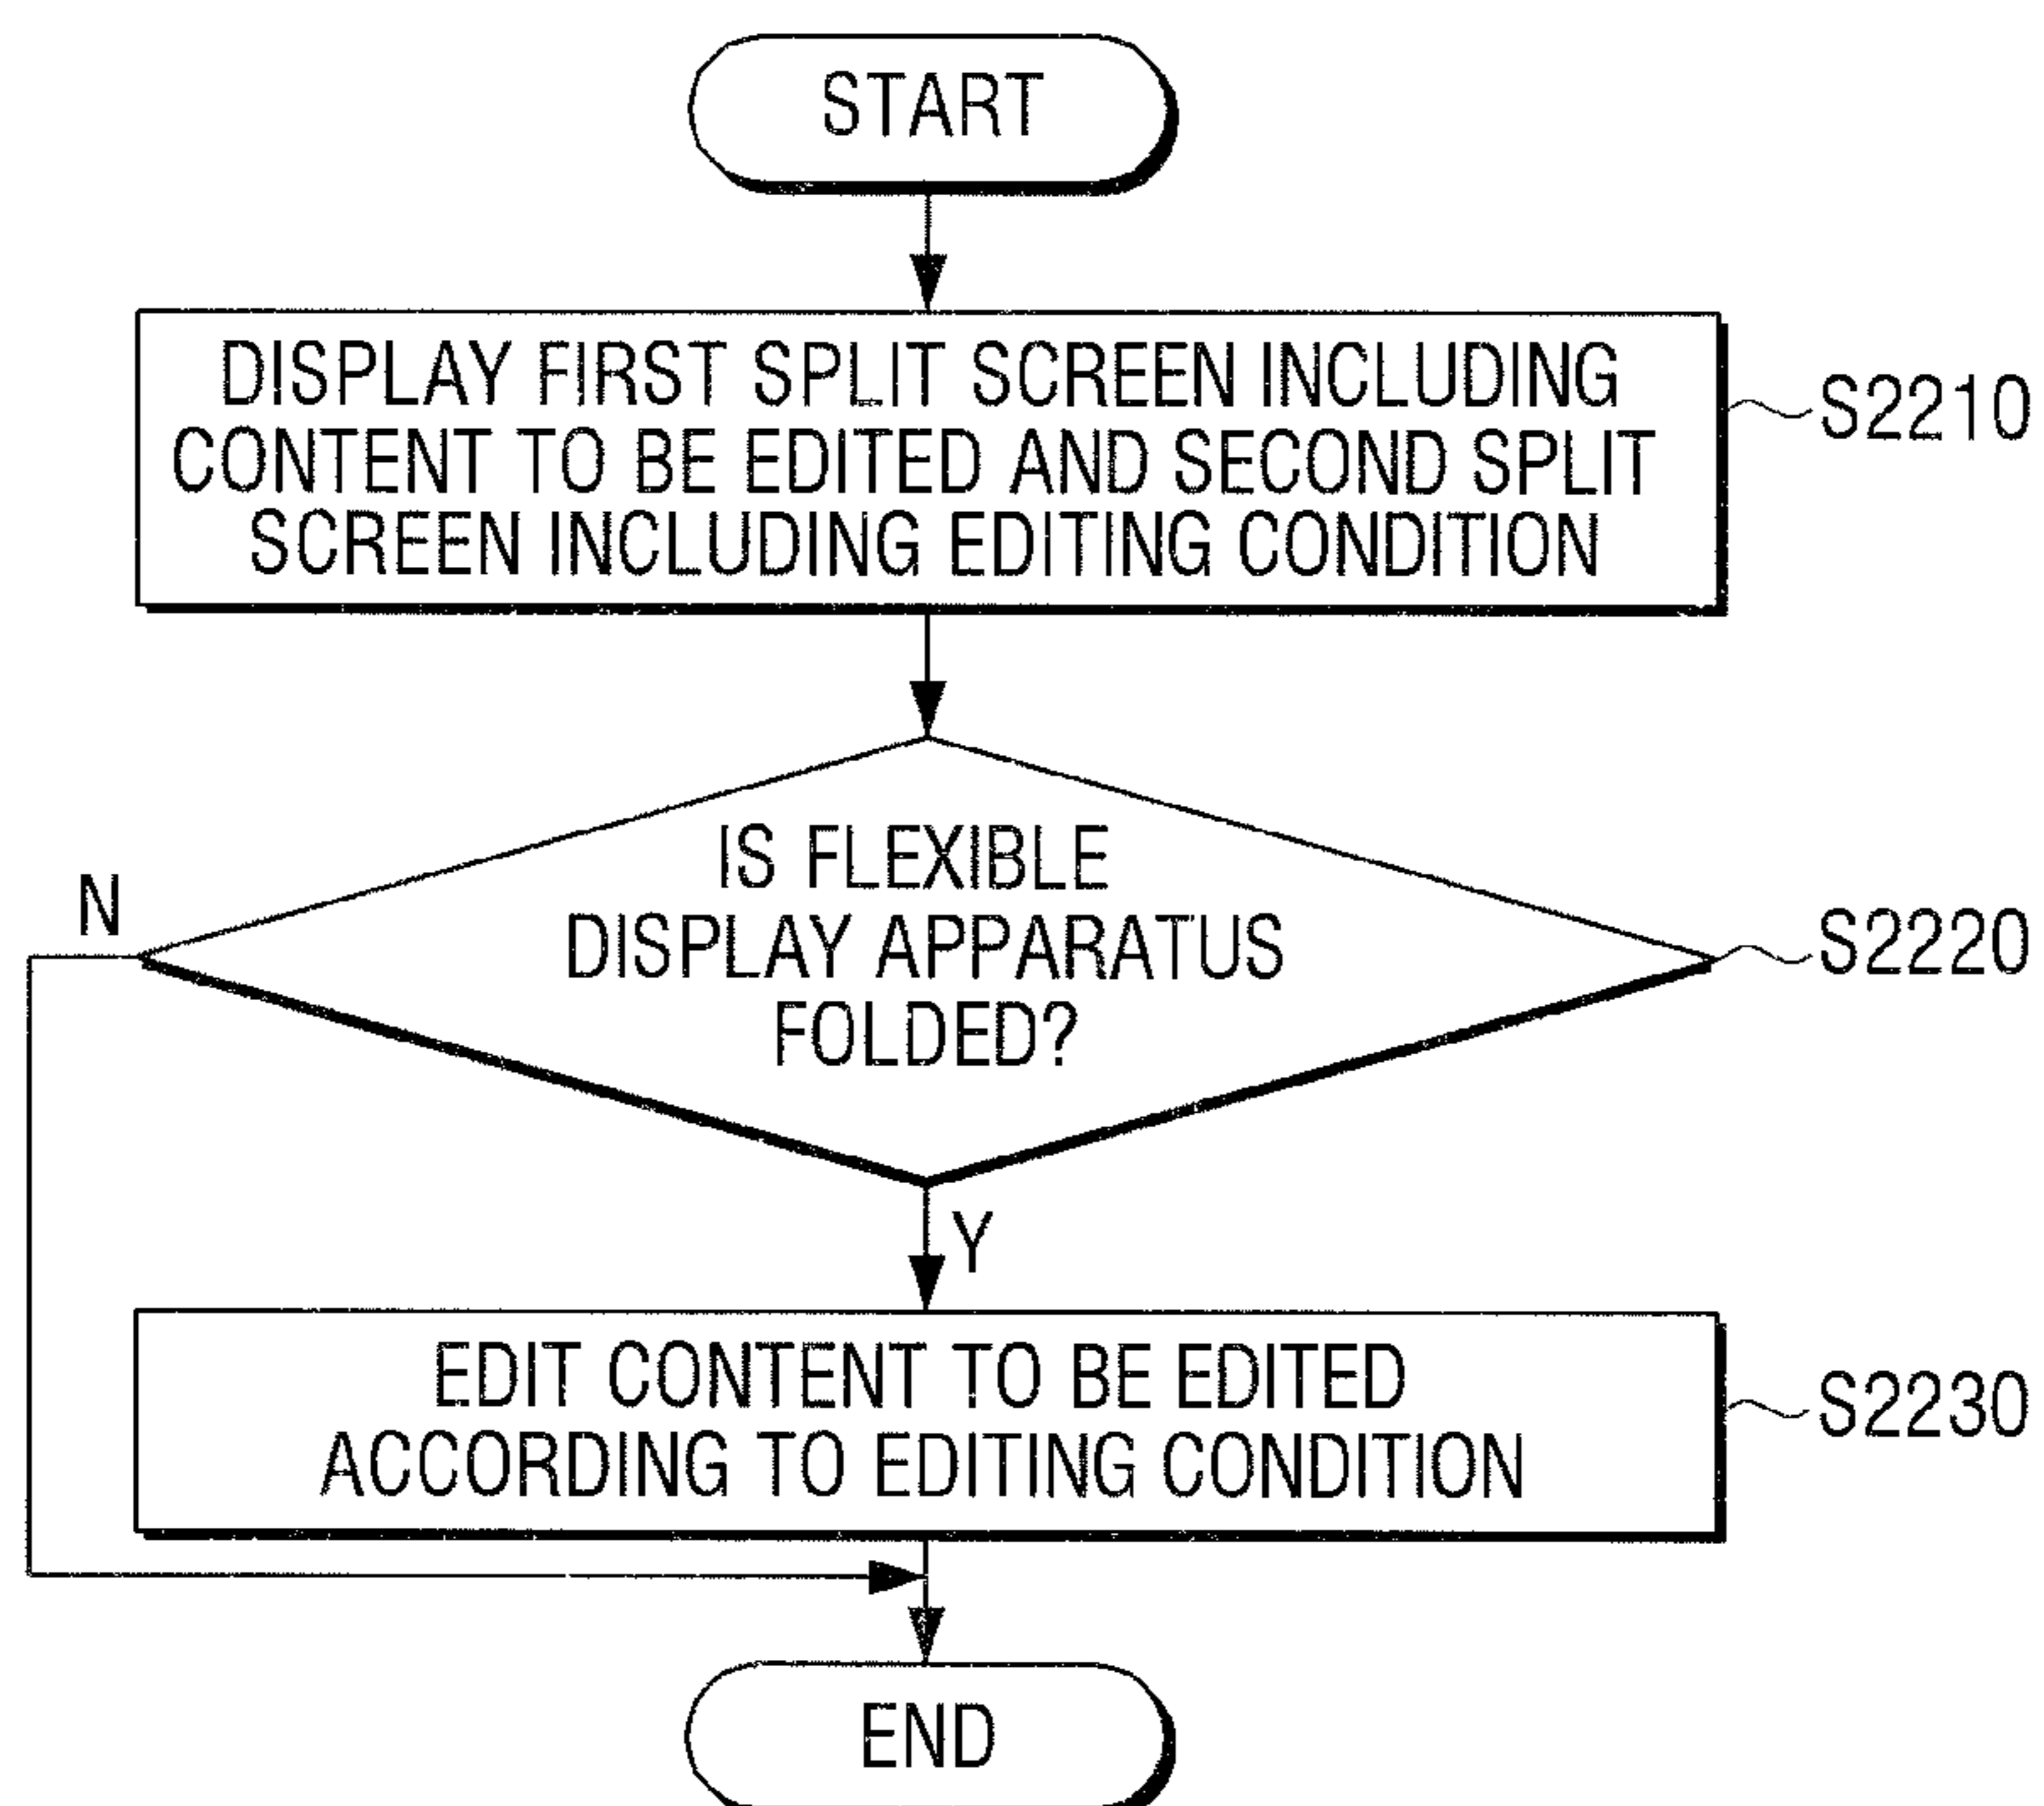 START
DISPLAY FIRST SPLIT SCREEN INCLUDING
CONTENT TO BE EDITED AND SECOND SPLIT
SCREEN INCLUDING EDITING CONDITION
S2210
IS FLEXIBLE
DISPLAY APPARATUS
FOLDED?
N
S2220
Y
EDIT CONTENT TO BE EDITED
ACCORDING TO EDITING CONDITION
S2230
END